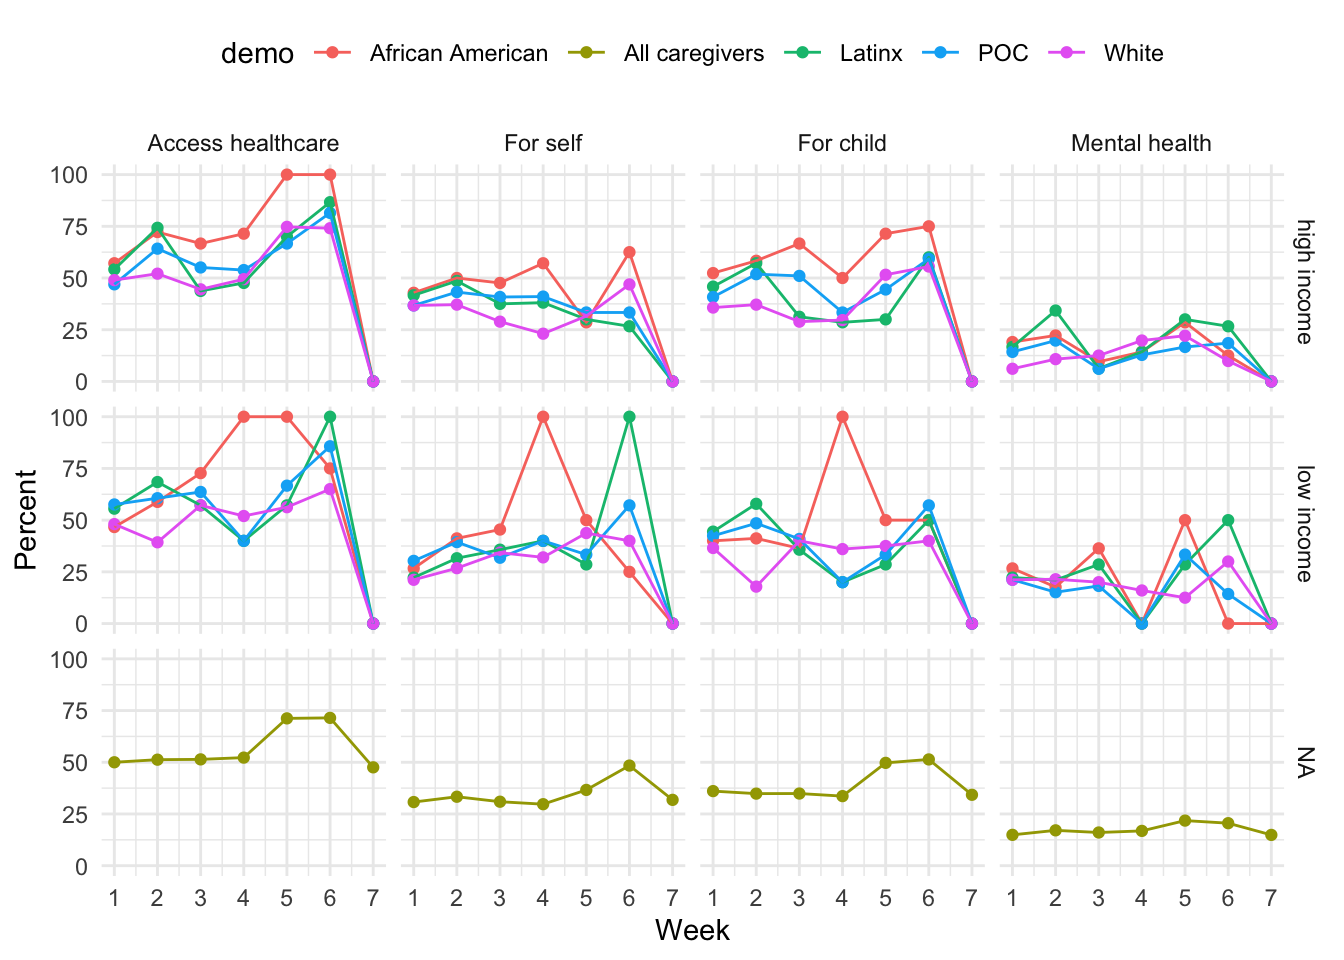 demo African American All caregivers Latinx POC White
Access healthcare For self For child Mental health
100
75
50
25
0
high income
100
75
50
25
0
low income
100
75
50
25
0
NA
Percent
1 2 3 4 5 6 7 1 2 3 4 5 6 7 1 2 3 4 5 6 7 1 2 3 4 5 6 7
Week